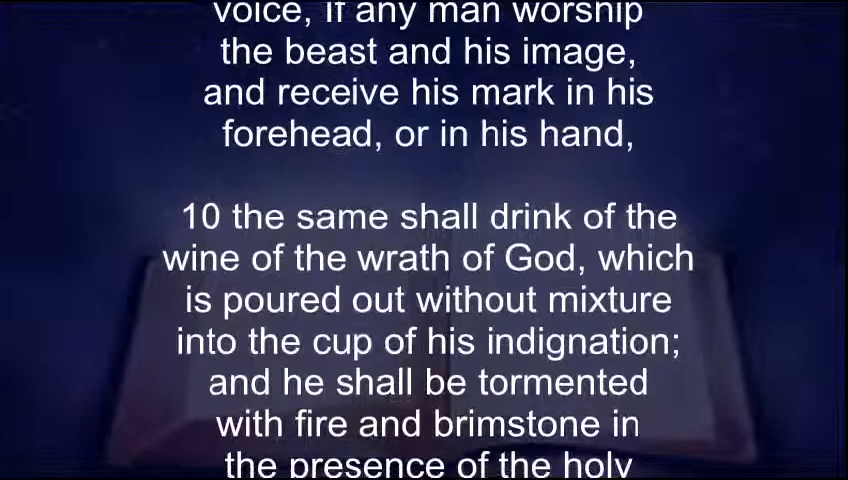 voice, If any man worship
the beast and his image,
and receive his mark in his
forehead, or in his hand,
10 the same shall drink of the
wine of the wrath of God, which
is poured out without mixture
into the cup of his indignation;
and he shall be tormented
with fire and brimstone in
the presence of the holy